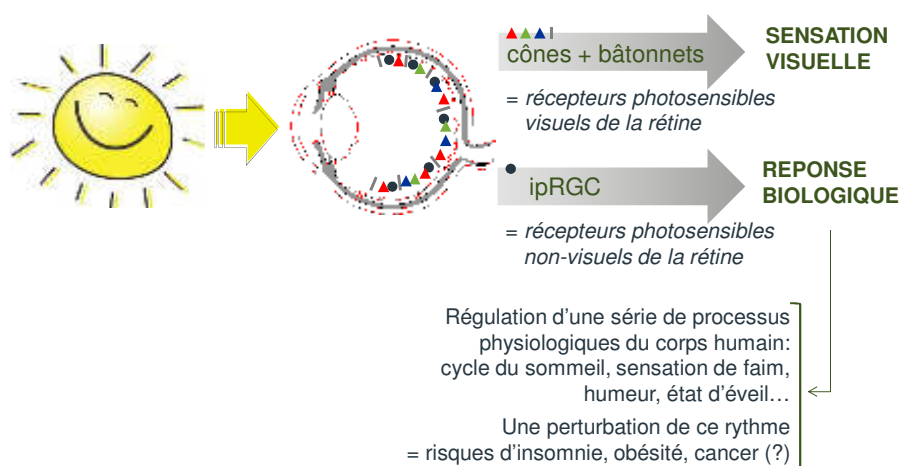 cônes + bâtonnets
SENSATION
VISUELLE
= récepteurs photosensibles
visuels de la rétine
ipRGC
REPONSE
BIOLOGIQUE
= récepteurs photosensibles
non-visuels de la rétine
Régulation d'une série de processus
physiologiques du corps humain:
cycle du sommeil, sensation de faim,
humeur, état d'éveil…
Une perturbation de ce rythme
= risques d'insomnie, obésité, cancer (?)